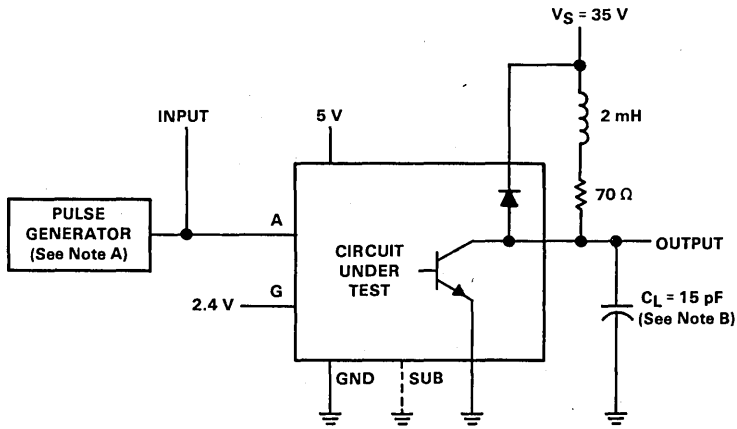 VS = 35 V
INPUT
5 V
2 mH
PULSE
GENERATOR
(See Note A)
A
70 Ω
CIRCUIT
UNDER
TEST
OUTPUT
2.4 V
G
CL = 15 pF
(See Note B)
GND
SUB